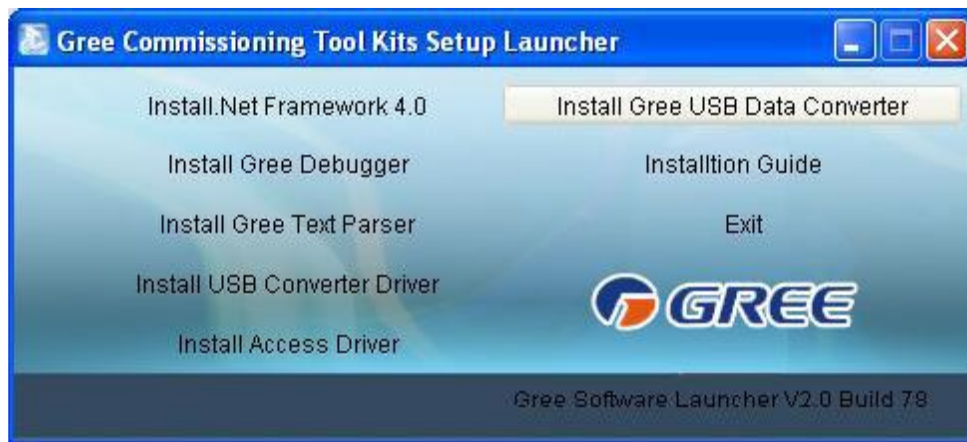 Gree Commissioning Tool Kits Setup Launcher
Install.Net Framework 4.0
Install Gree USB Data Converter
Install Gree Debugger
Installtion Guide
Install Gree Text Parser
Exit
Install USB Converter Driver
GREE
Install Access Driver
Gree Software Launcher V2.0 Build 78